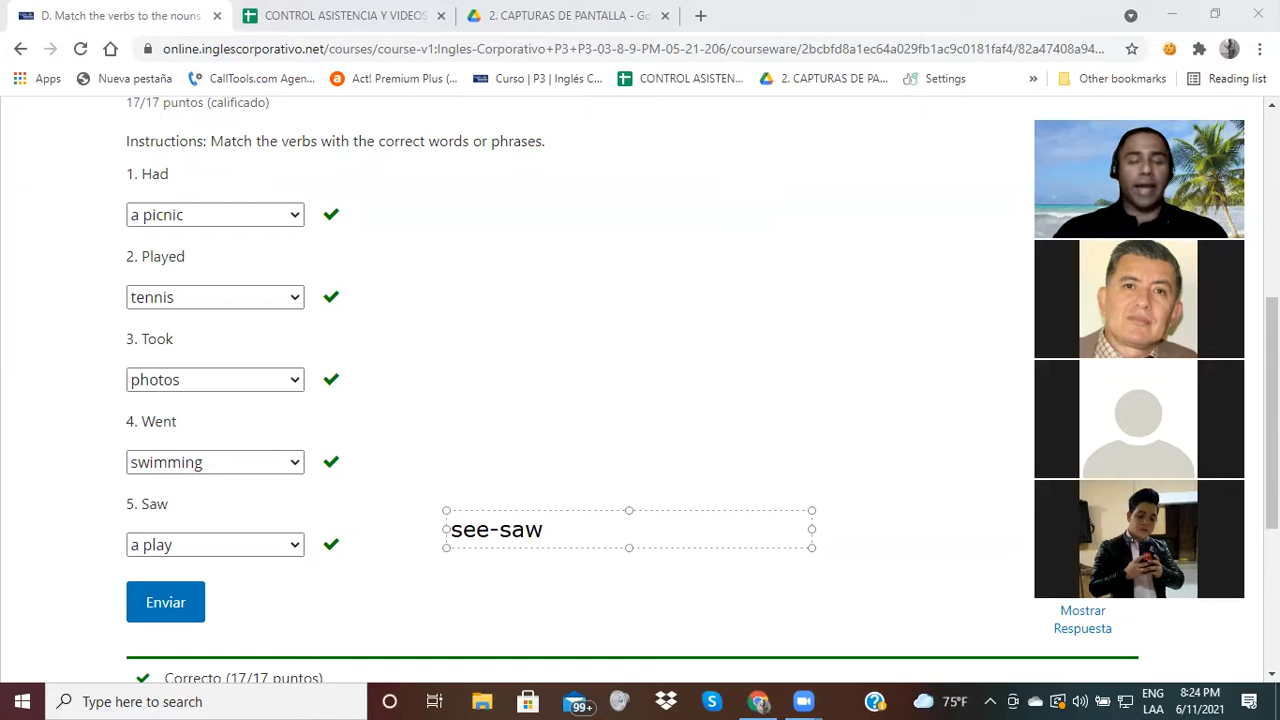 D. Match the verbs to the nouns
CONTROL ASISTENCIA Y VIDEOS
2. CAPTURAS DE PANTALLA - Go
online.inglescorporativo.net/courses/course-v1:Ingles-Corporativo+P3+P3-03-8-9-PM-05-21-206/courseware/2bcbfd8a1ec64a029fb1ac9c0181faf4/82a47408a94...
Apps
Nueva pestaña
CallTools.com Agen...
Act! Premium Plus (...
Curso | P3 | Inglés C...
CONTROL ASISTEN...
2. CAPTURAS DE PA...
Settings
»
Other bookmarks
Reading list
17/17 puntos (calificado)
Instructions: Match the verbs with the correct words or phrases.
1. Had
a picnic
2. Played
tennis
3. Took
photos
4. Went
swimming
5. Saw
a play
see-saw
Enviar
Mostrar
Respuesta
Correcto (17/17 puntos)
Type here to search
99+
75°F
ENG
LAA
8:24 PM
6/11/2021